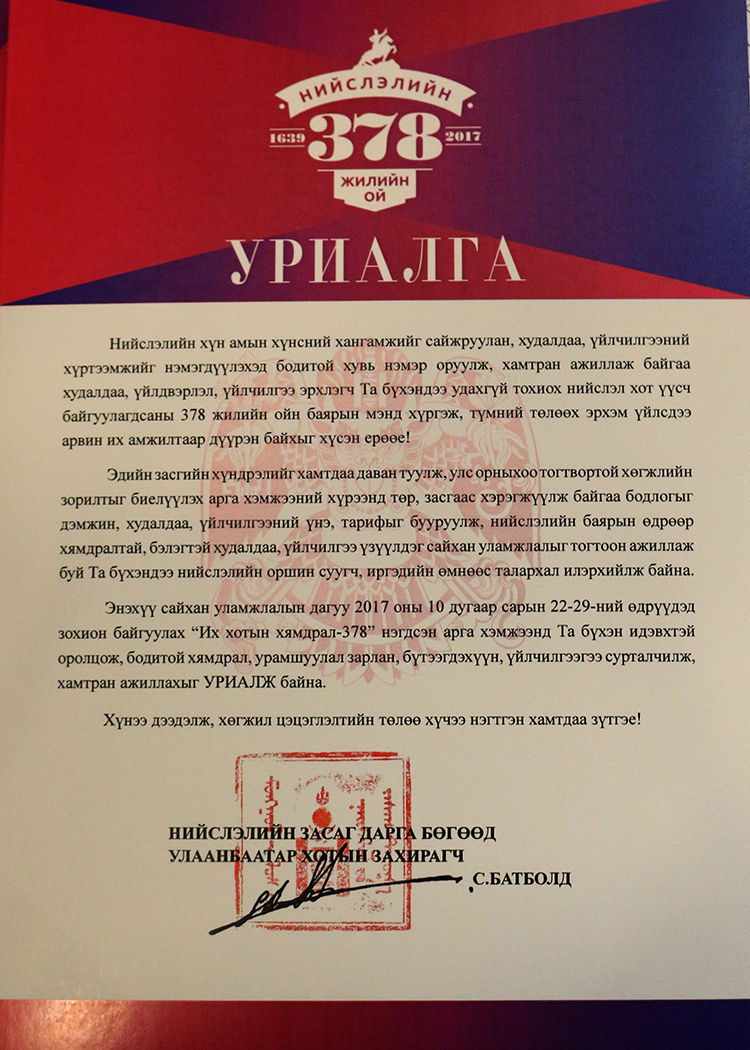 НИЙСЛЭЛИЙН
1639 378 2017
ЖИЛИЙН
ОЙ
УРИАЛГА
Нийслэлийн хүн амын хүнсний хангамжийг сайжруулан, худалдаа, үйлчилгээний
хүртээмжийг нэмэгдүүлэхэд бодитой хувь нэмэр оруулж, хамтран ажиллаж байгаа
худалдаа, үйлдвэрлэл, үйлчилгээ эрхлэгч Та бүхэндээ удахгүй тохиох нийслэл хот үүсч
байгуулагдсаны 378 жилийн ойн баярын мэнд хүргэж, түмний төлөөх эрхэм үйлсдээ
арвин их амжилтаар дүүрэн байхыг хүсэн ерөөе!
Эдийн засгийн хүндрэлийг хамтдаа даван туулж, улс орныхоо тогтвортой хөгжлийн
зорилтыг биелүүлэх арга хэмжээний хүрээнд төр, засгаас хэрэгжүүлж байгаа бодлогыг
дэмжин, худалдаа, үйлчилгээний үнэ, тарифыг бууруулж, нийслэлийн баярын өдрөөр
хямдралтай, бэлэгтэй худалдаа, үйлчилгээ үзүүлдэг сайхан уламжлалыг тогтоон ажиллаж
буй Та бүхэндээ нийслэлийн оршин суугч, иргэдийн өмнөөс талархал илэрхийлж байна.
Энэхүү сайхан уламжлалын дагуу 2017 оны 10 дугаар сарын 22-29-ний өдрүүдэд
зохион байгуулах “Их хотын хямдрал-378” нэгдсэн арга хэмжээнд Та бүхэн идэвхтэй
оролцож, бодитой хямдрал, урамшуулал зарлан, бүтээгдэхүүн, үйлчилгээгээ сурталчилж,
хамтран ажиллахыг УРИАЛЖ байна.
Хүнээ дээдэлж, хөгжил цэцэглэлтийн төлөө хүчээ нэгтгэн хамтдаа зүтгэе!
НИЙСЛЭЛИЙН ЗАСАГ ДАРГА БӨГӨӨД
УЛААНБААТАР ХОТЫН ЗАХИРАГЧ
С.БАТБОЛД